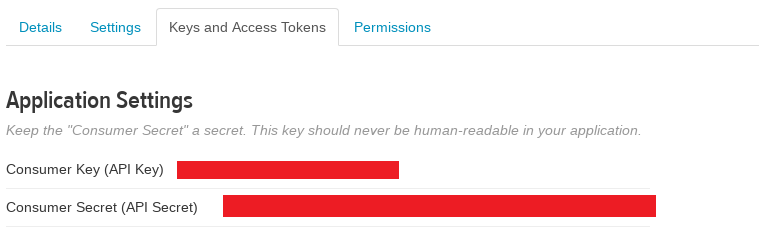 Details Settings Keys and Access Tokens Permissions
Application Settings
Keep the "Consumer Secret" a secret. This key should never be human-readable in your application.
Consumer Key (API Key)
Consumer Secret (API Secret)